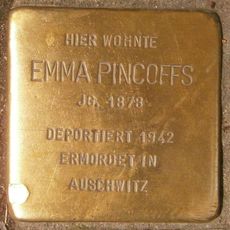 HIER WOHNTE
EMMA PINCOFFS
JG. 1878
DEPORTIERT 1942
ERMORDET IN
AUSCHWITZ